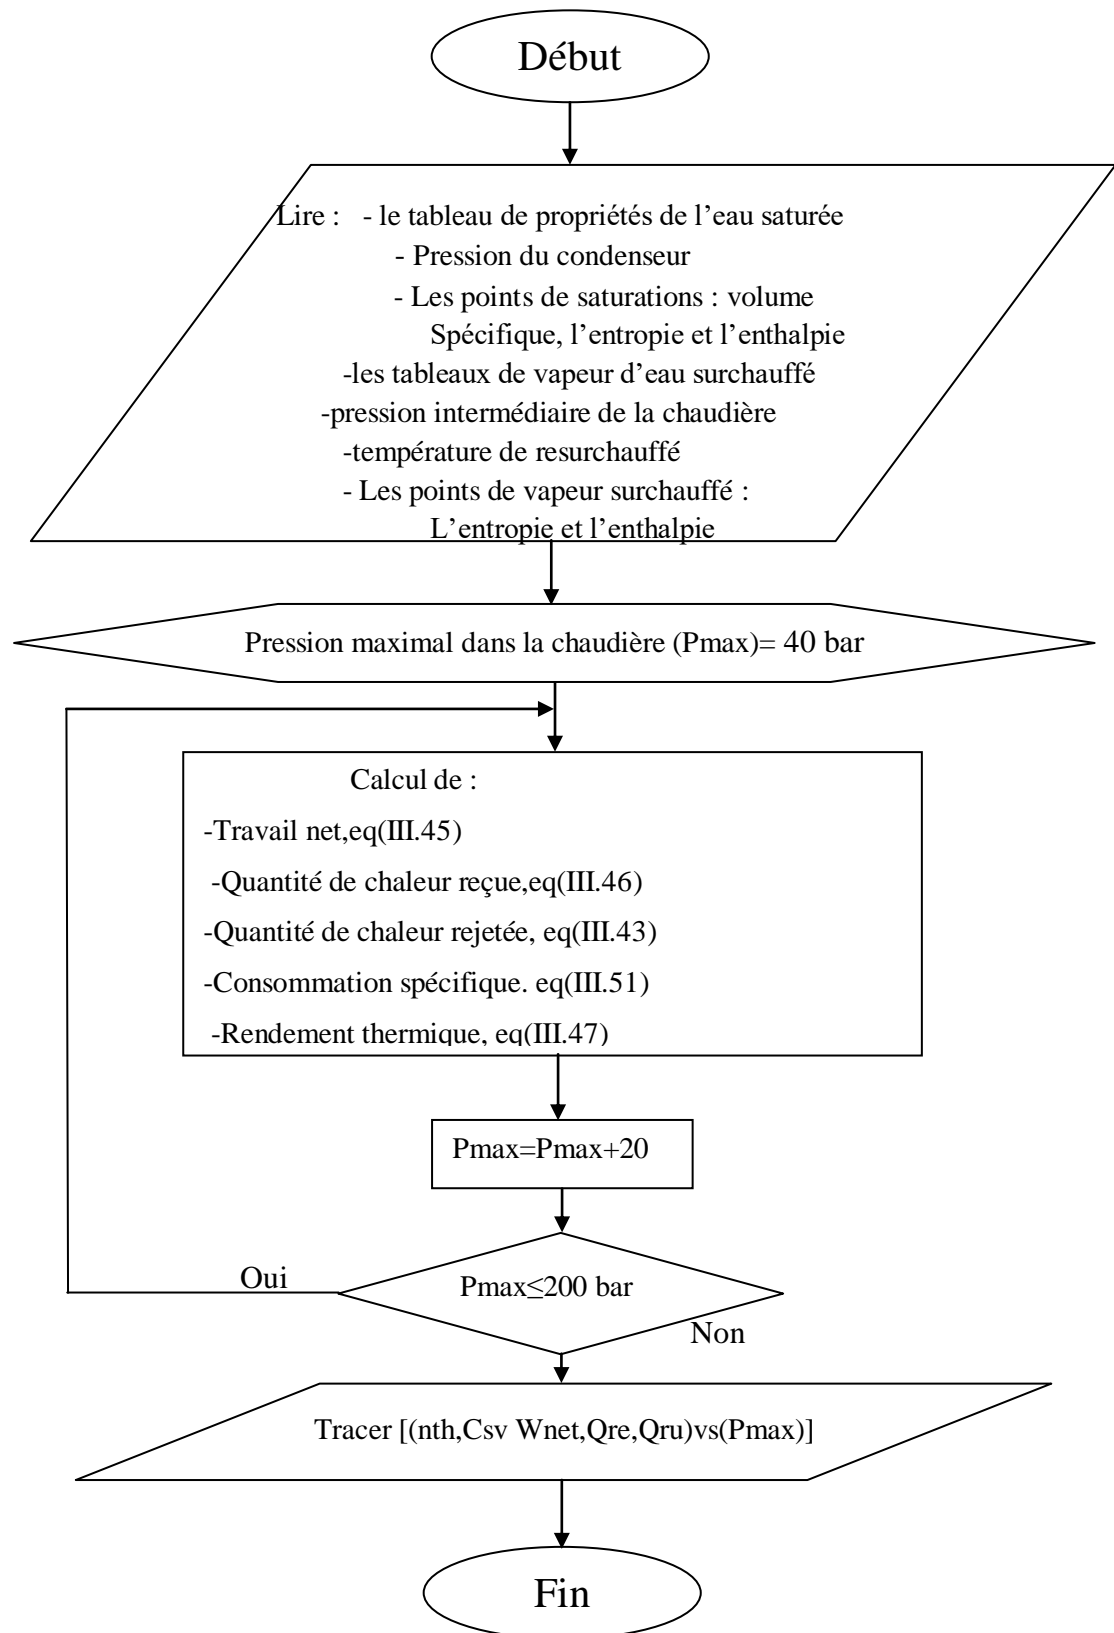 Début
Lire : - le tableau de propriétés de l’eau saturée
- Pression du condenseur
- Les points de saturations : volume
Spécifique, l’entropie et l’enthalpie
-les tableaux de vapeur d’eau surchauffé
-pression intermédiaire de la chaudière
-température de resurchauffé
- Les points de vapeur surchauffé :
L’entropie et l’enthalpie
Pression maximal dans la chaudière (Pmax)= 40 bar
Calcul de :
-Travail net,eq(III.45)
-Quantité de chaleur reçue,eq(III.46)
-Quantité de chaleur rejetée, eq(III.43)
-Consommation spécifique. eq(III.51)
-Rendement thermique, eq(III.47)
Pmax=Pmax+20
Oui
Pmax≤200 bar
Non
Tracer [(nth,Csv Wnet,Qre,Qru)vs(Pmax)]
Fin